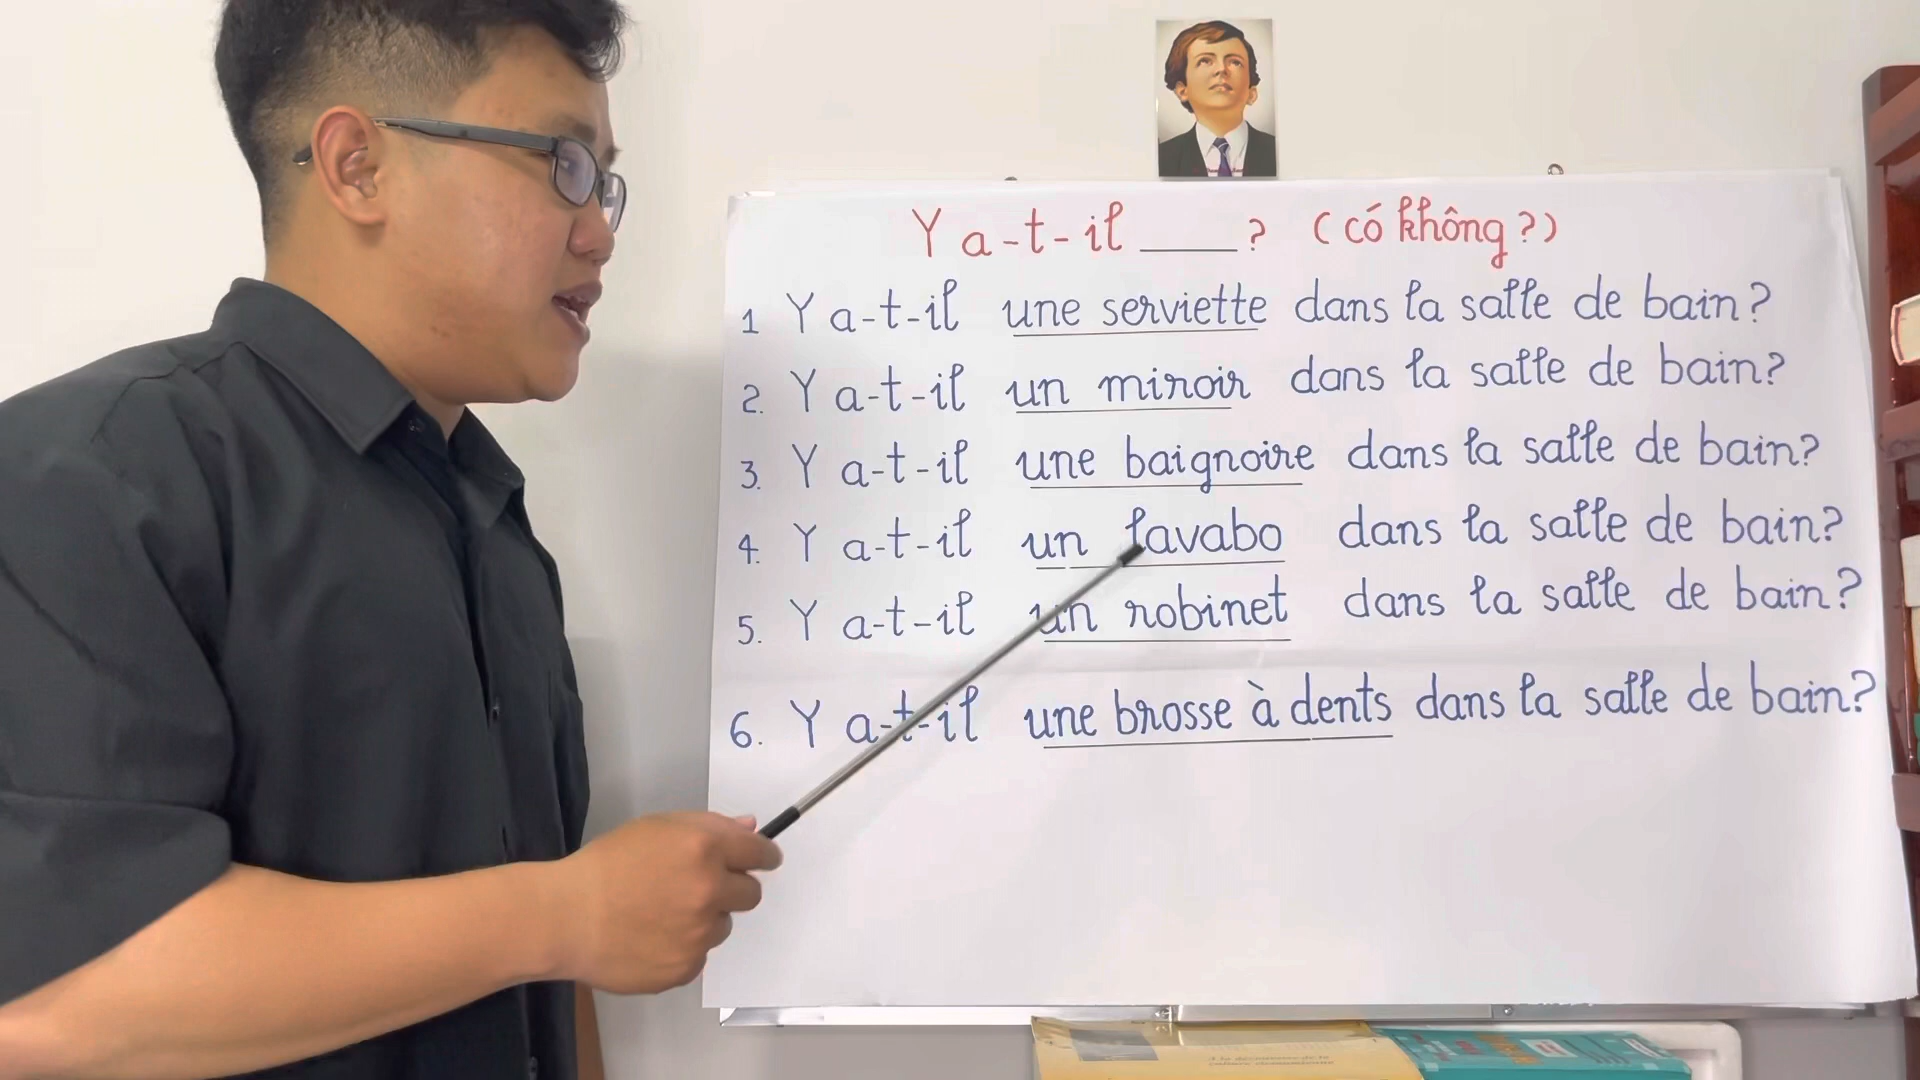 Y a-t-il ____? (có không?)
1 Y a-t-il une serviette dans la salle de bain?
2. Y a-t-il un miroir dans la salle de bain?
3. Y a-t-il une baignoire dans la salle de bain?
4. Y a-t-il un lavabo dans la salle de bain?
5. Y a-t-il un robinet dans la salle de bain?
6. Y a-t-il une brosse à dents dans la salle de bain?